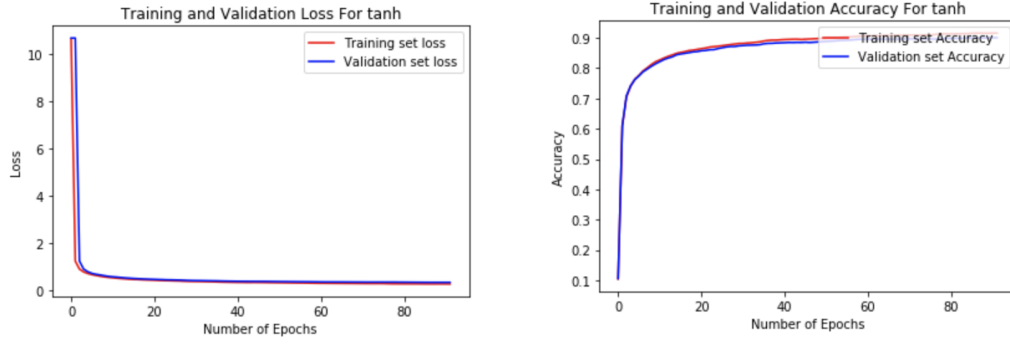 Training and Validation Loss For tanh
10
8
6
4
2
0
Loss
Training set loss
Validation set loss
0 20 40 60 80
Number of Epochs
Training and Validation Accuracy For tanh
0.9
0.8
0.7
0.6
0.5
0.4
0.3
0.2
0.1
Accuracy
Training set Accuracy
Validation set Accuracy
0 20 40 60 80
Number of Epochs